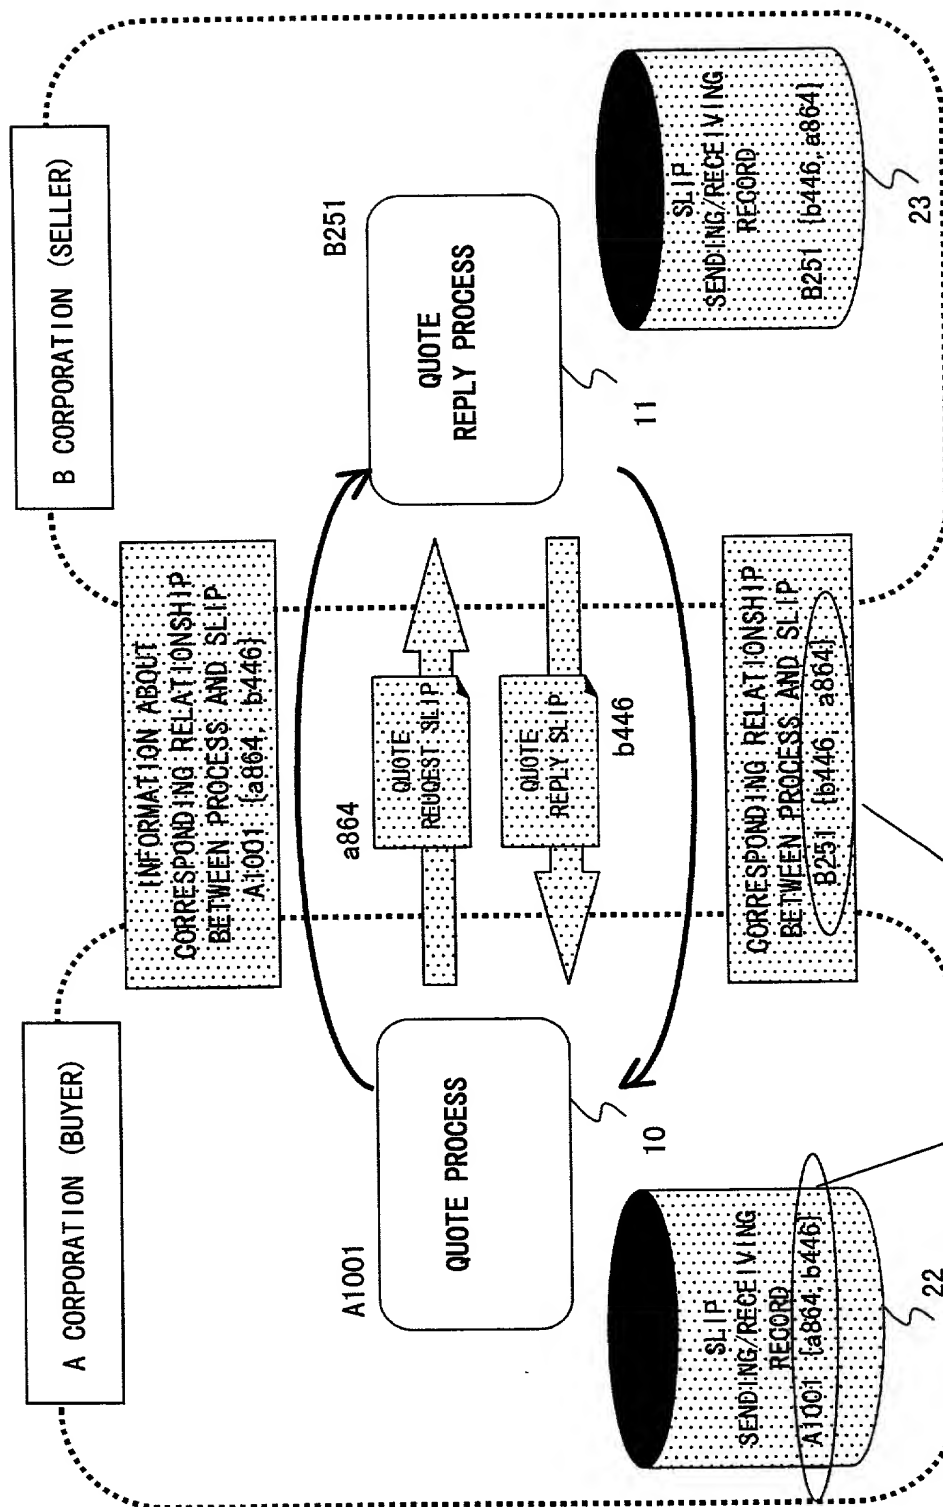 A CORPORATION (BUYER)
B CORPORATION (SELLER)
INFORMATION ABOUT
CORRESPONDING RELATIONSHIP
BETWEEN PROCESS AND SLIP
A1001 {a864, b446}
A1001
QUOTE PROCESS
10
a864
QUOTE
REUQEST SLIP
QUOTE
REPLY SLIP
b446
B251
QUOTE
REPLY PROCESS
11
CORRESPONDING RELATIONSHIP
BETWEEN PROCESS AND SLIP
B251 {b446, a864}
SLIP
SENDING/RECEIVING
RECORD
A1001 {a864, b446}
22
SLIP
SENDING/RECEIVING
RECORD
B251 {b446, a864}
23